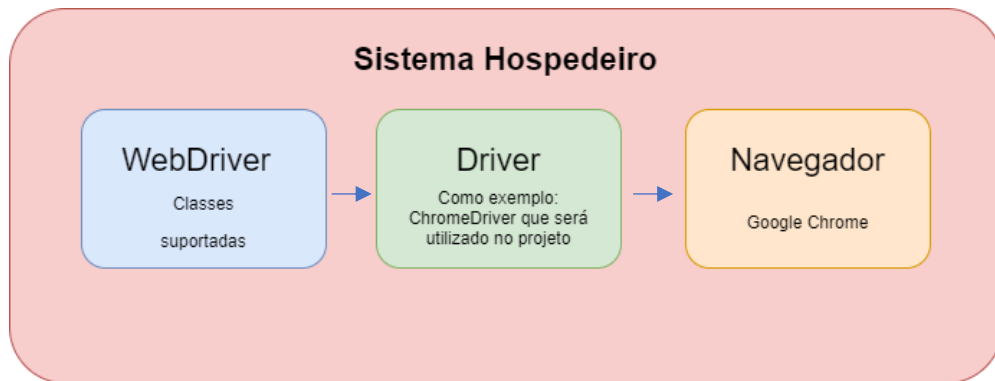 Sistema Hospedeiro
WebDriver
Classes
suportadas
Driver
Como exemplo:
ChromeDriver que será
utilizado no projeto
Navegador
Google Chrome